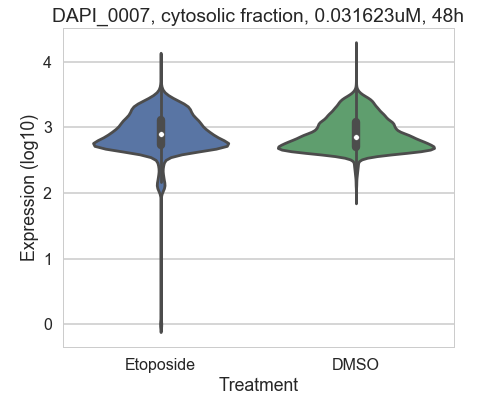 DAPI_0007, cytosolic fraction, 0.031623uM, 48h
Expression (log10)
4
3
2
1
0
Etoposide DMSO
Treatment